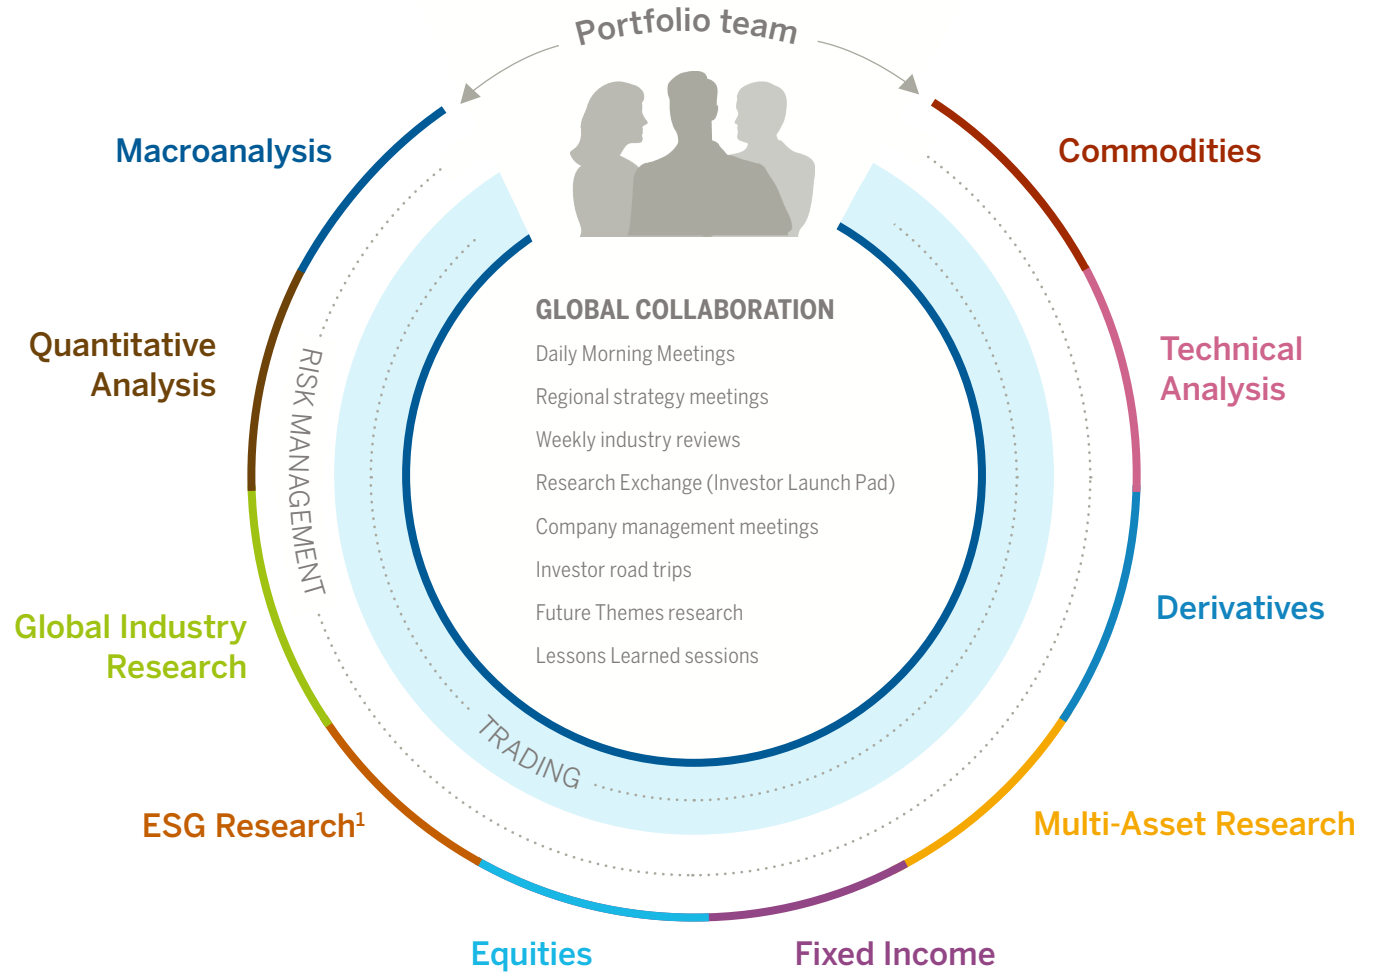 Portfolio team
Macroanalysis
Commodities
Quantitative
Analysis
Technical
Analysis
RISK MANAGEMENT
GLOBAL COLLABORATION
Daily Morning Meetings
Regional strategy meetings
Weekly industry reviews
Research Exchange (Investor Launch Pad)
Company management meetings
Investor road trips
Future Themes research
Lessons Learned sessions
Global Industry
Research
Derivatives
TRADING
ESG Research¹
Multi-Asset Research
Equities
Fixed Income